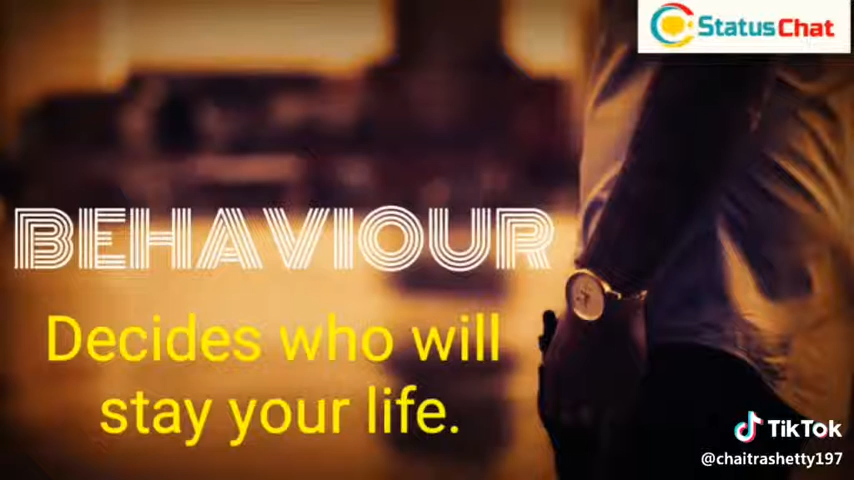 StatusChat
BEHAVIOUR
Decides who will
stay your life.
TikTok
@chaitrashetty197